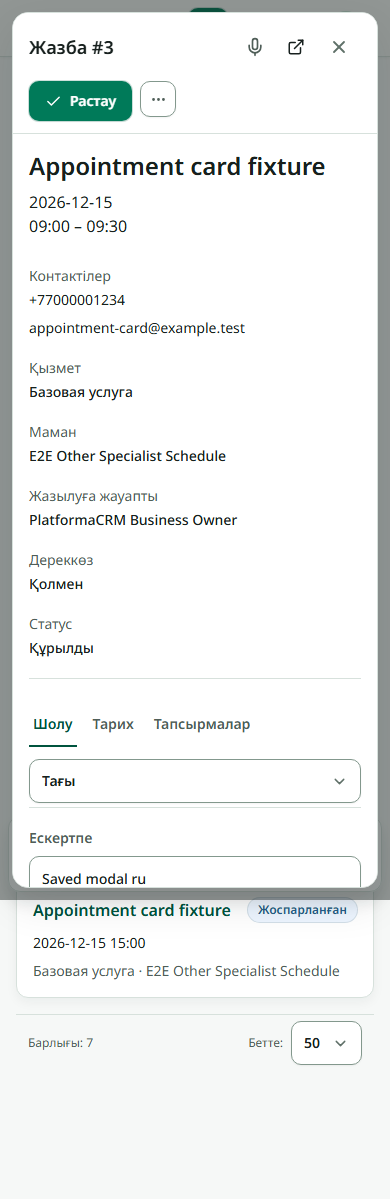 Жазба #3
Растау
Appointment card fixture
2026-12-15
09:00 – 09:30
Контактілер
+77000001234
appointment-card@example.test
Қызмет
Базовая услуга
Маман
E2E Other Specialist Schedule
Жазылуға жауапты
PlatformaCRM Business Owner
Дереккөз
Қолмен
Статус
Құрылды
Шолу Тарих Тапсырмалар
Тағы
Ескертпе
Saved modal ru
Appointment card fixture Жоспарланған
2026-12-15 15:00
Базовая услуга · E2E Other Specialist Schedule
Барлығы: 7 Бетте: 50